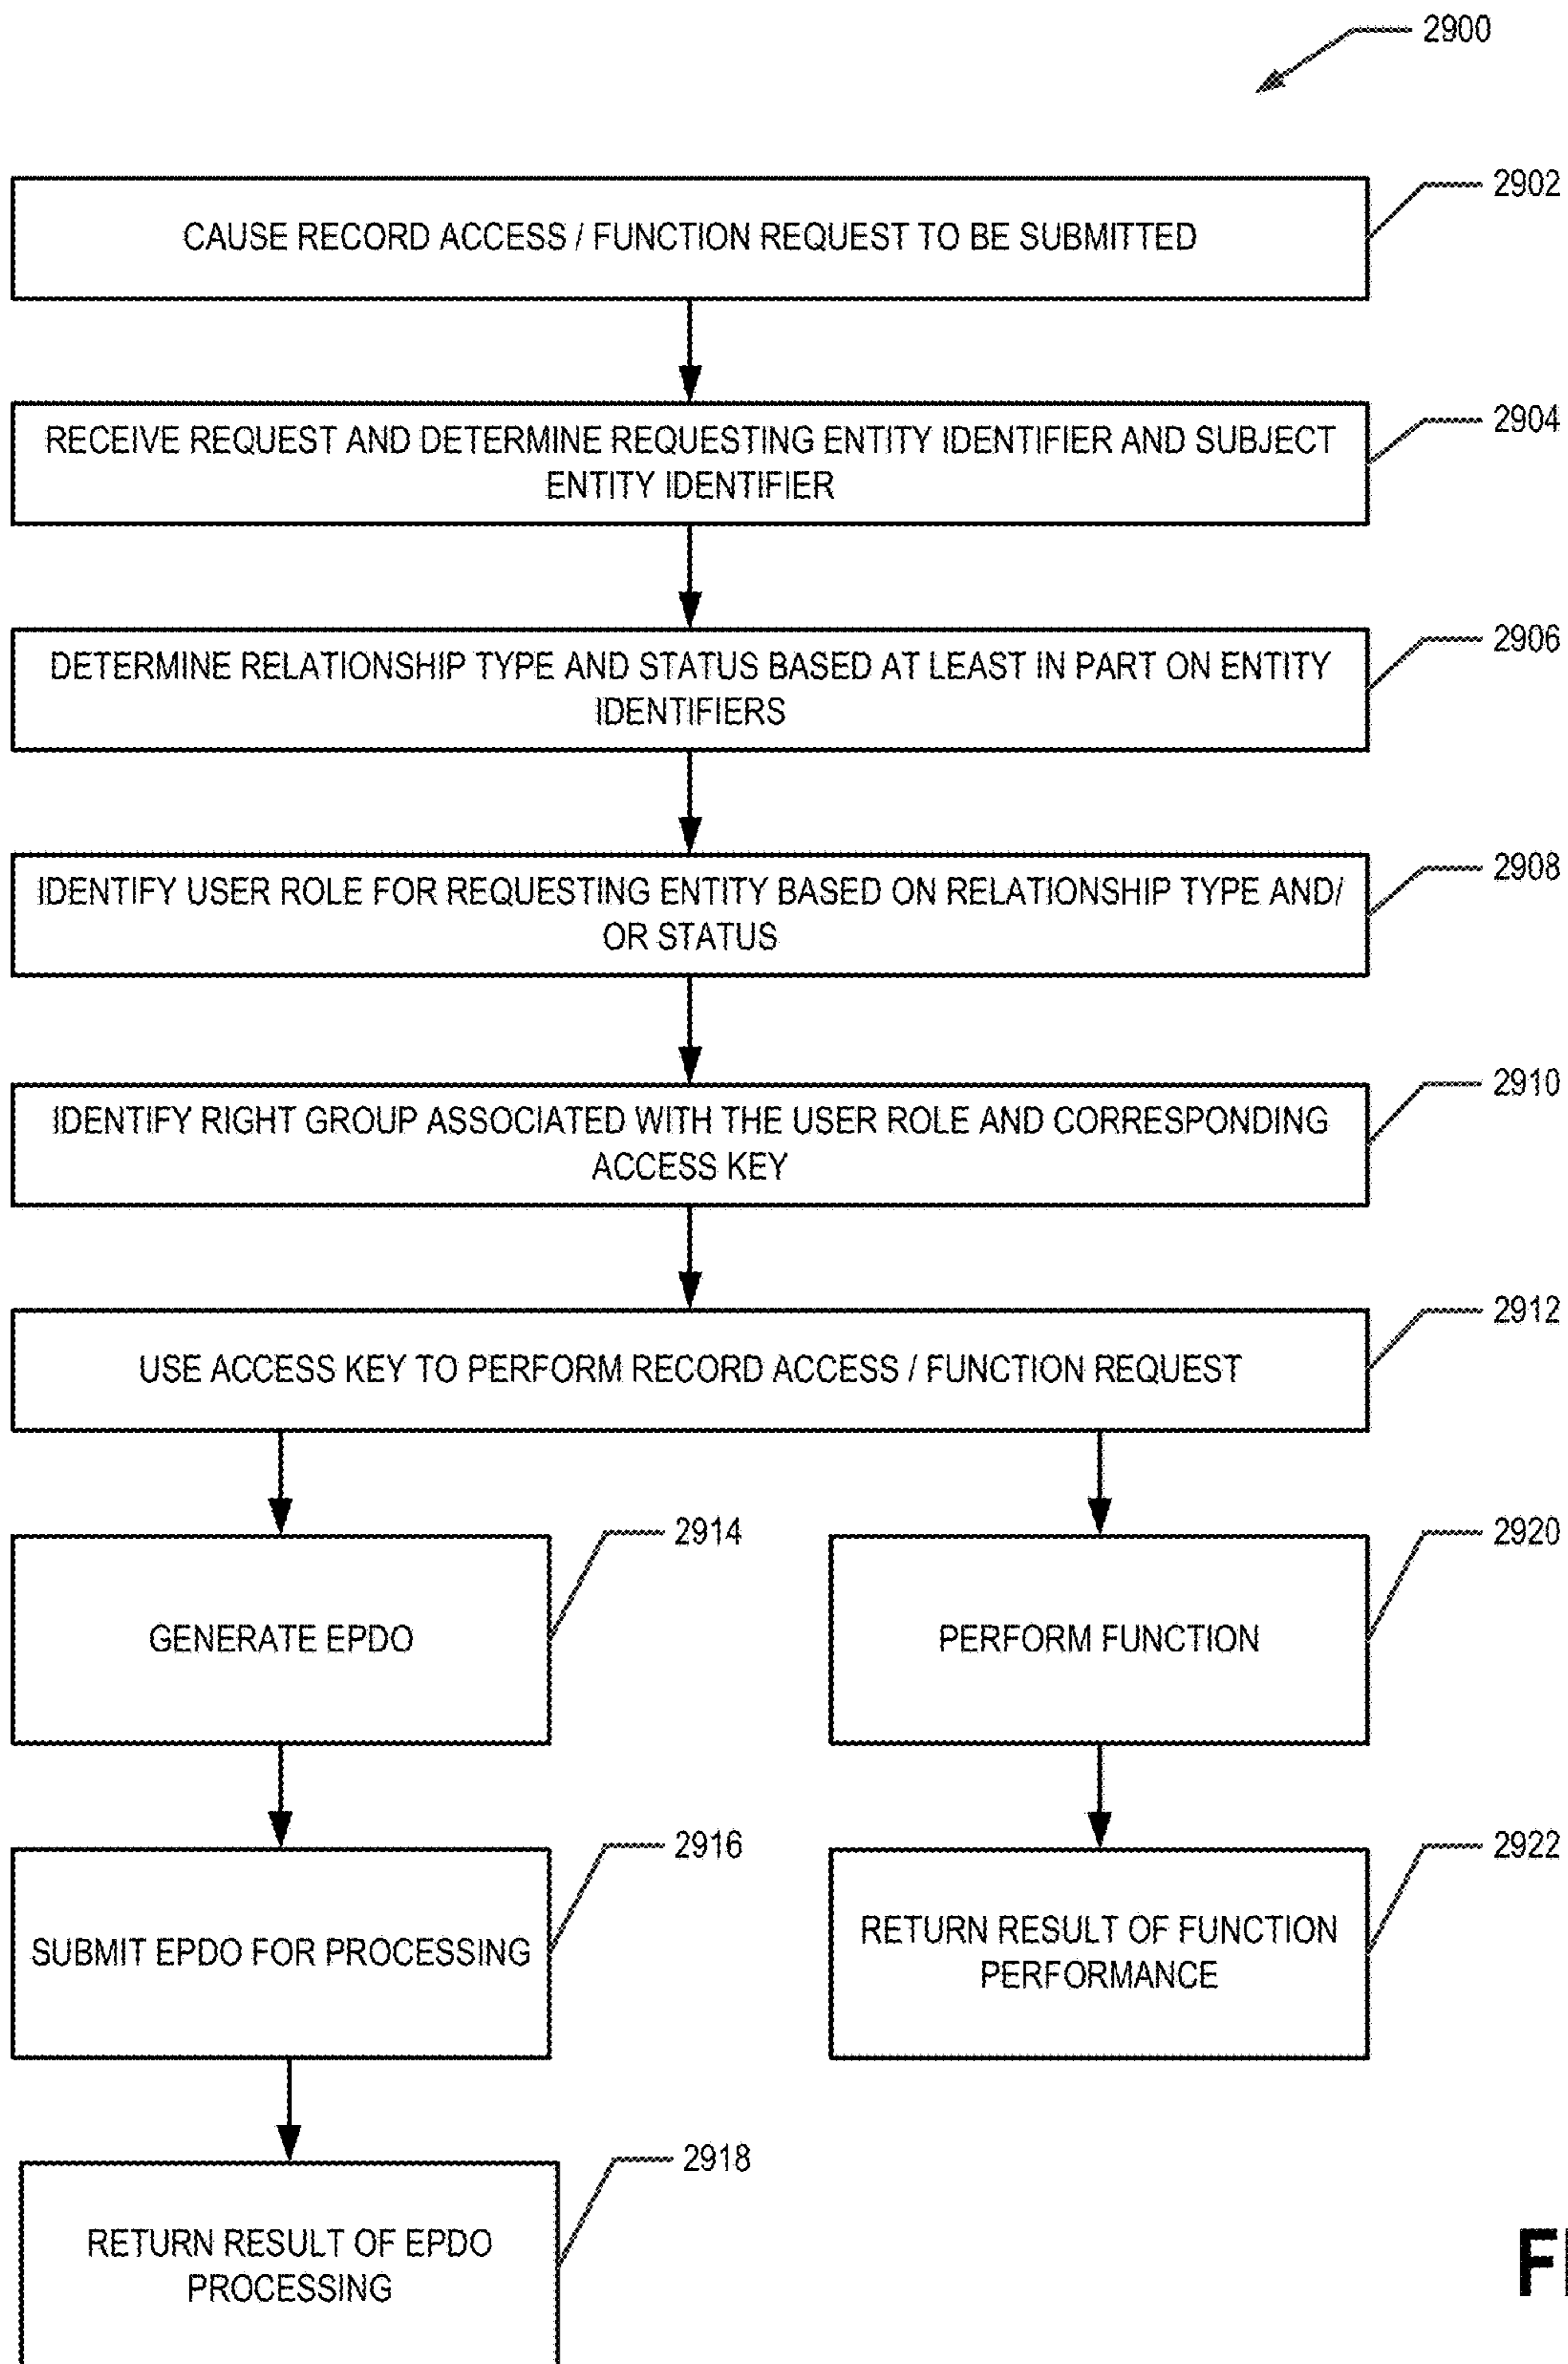 2900
2902
CAUSE RECORD ACCESS / FUNCTION REQUEST TO BE SUBMITTED
2904
RECEIVE REQUEST AND DETERMINE REQUESTING ENTITY IDENTIFIER AND SUBJECT
ENTITY IDENTIFIER
2906
DETERMINE RELATIONSHIP TYPE AND STATUS BASED AT LEAST IN PART ON ENTITY
IDENTIFIERS
2908
IDENTIFY USER ROLE FOR REQUESTING ENTITY BASED ON RELATIONSHIP TYPE AND/
OR STATUS
2910
IDENTIFY RIGHT GROUP ASSOCIATED WITH THE USER ROLE AND CORRESPONDING
ACCESS KEY
2912
USE ACCESS KEY TO PERFORM RECORD ACCESS / FUNCTION REQUEST
2914
GENERATE EPDO
2920
PERFORM FUNCTION
2916
SUBMIT EPDO FOR PROCESSING
2922
RETURN RESULT OF FUNCTION
PERFORMANCE
2918
RETURN RESULT OF EPDO
PROCESSING